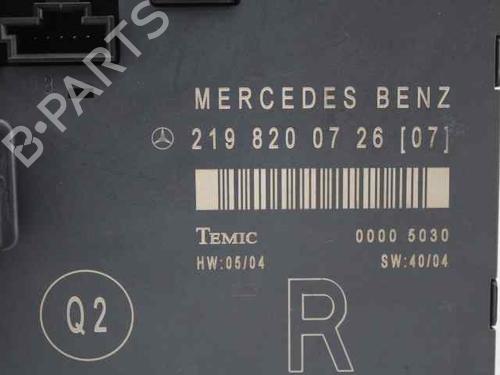 B-PARTS
MERCEDES BENZ
219 820 07 26 [07]
TEMIC 0000 5030
HW:05/04 SW:40/04
Q2 R